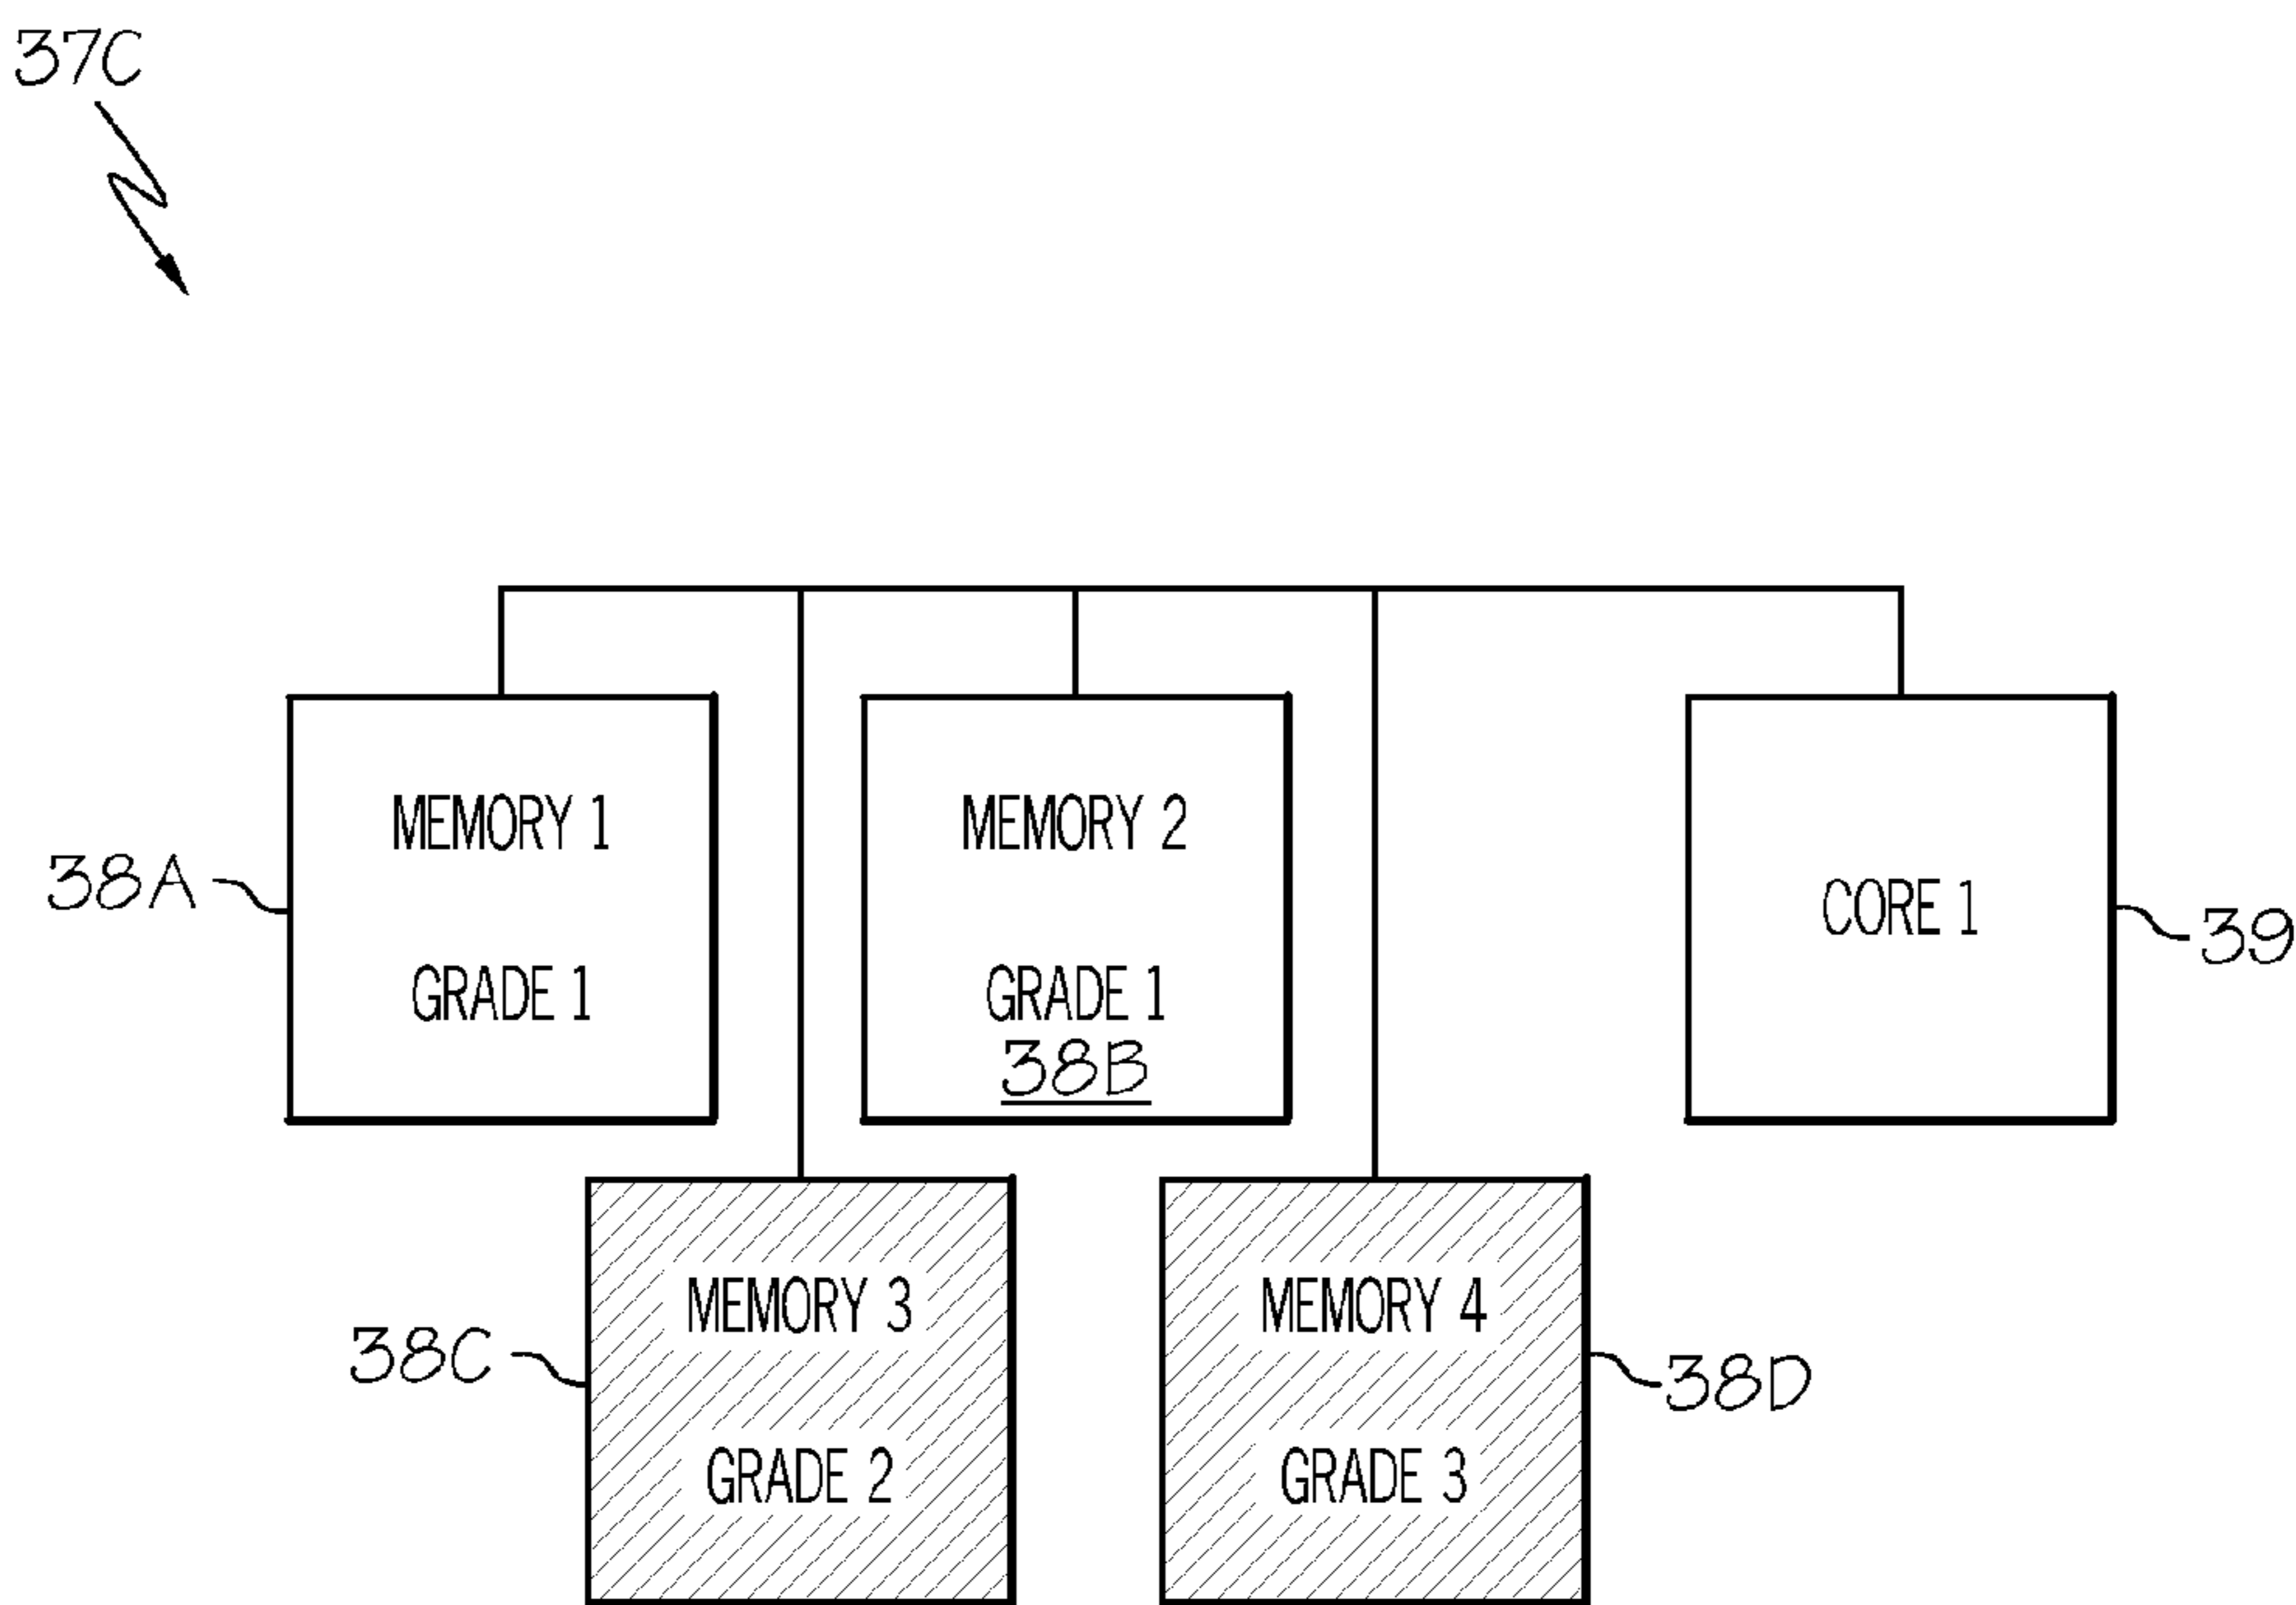 37C
MEMORY 1
GRADE 1
38A
MEMORY 2
GRADE 1
38B
CORE 1
39
MEMORY 3
GRADE 2
38C
MEMORY 4
GRADE 3
38D